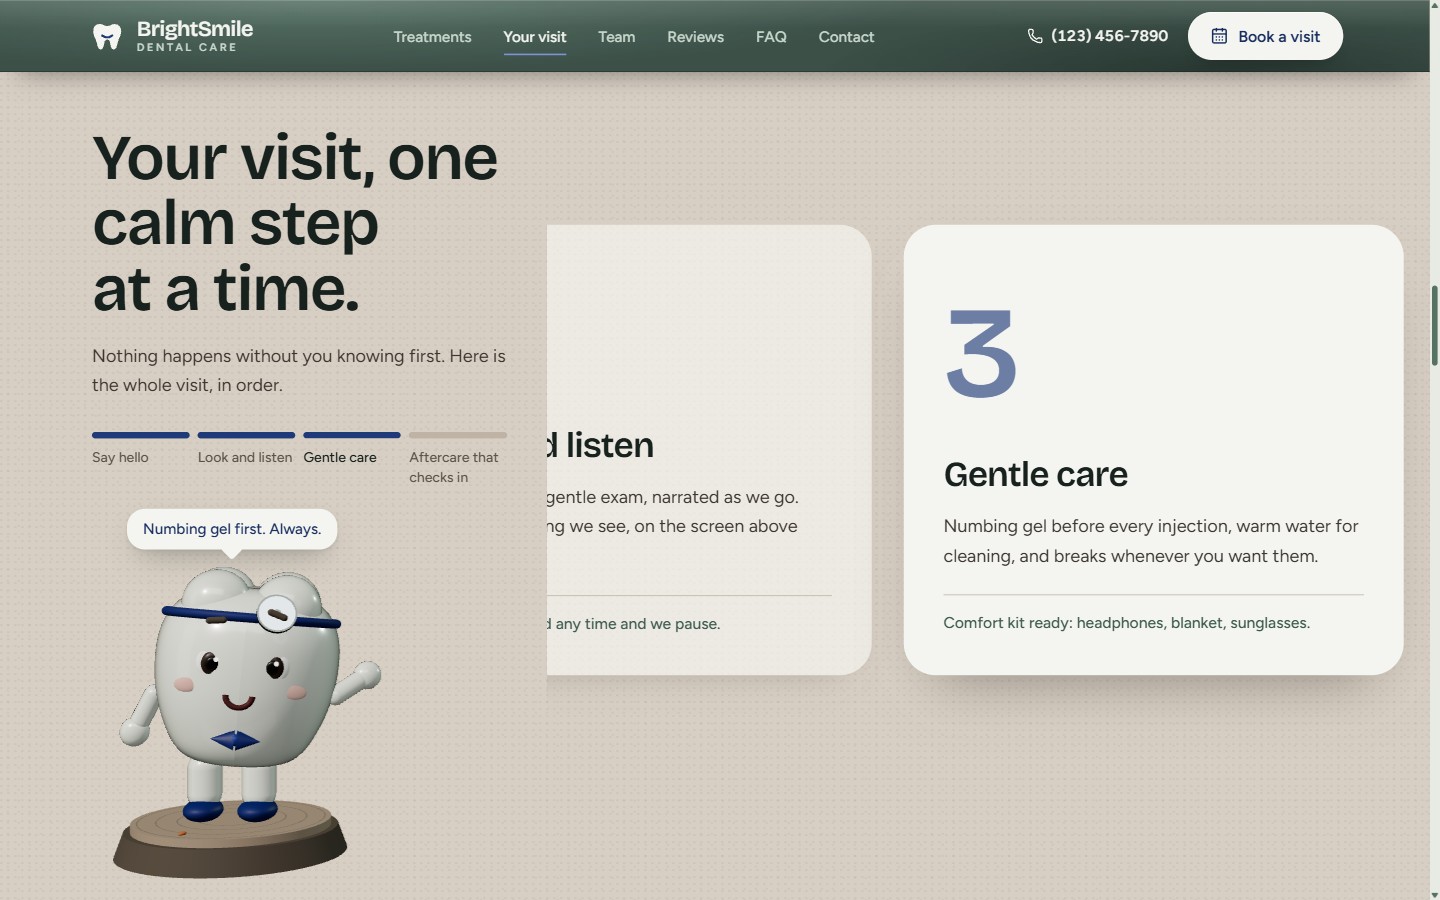 BrightSmile
DENTAL CARE
Treatments
Your visit
Team
Reviews
FAQ
Contact
(123) 456-7890
Book a visit
Your visit, one
calm step
at a time.
Nothing happens without you knowing first. Here is
the whole visit, in order.
Say hello
Look and listen
Gentle care
Aftercare that
checks in
Numbing gel first. Always.
d listen
gentle exam, narrated as we go.
ng we see, on the screen above
d any time and we pause.
3
Gentle care
Numbing gel before every injection, warm water for
cleaning, and breaks whenever you want them.
Comfort kit ready: headphones, blanket, sunglasses.